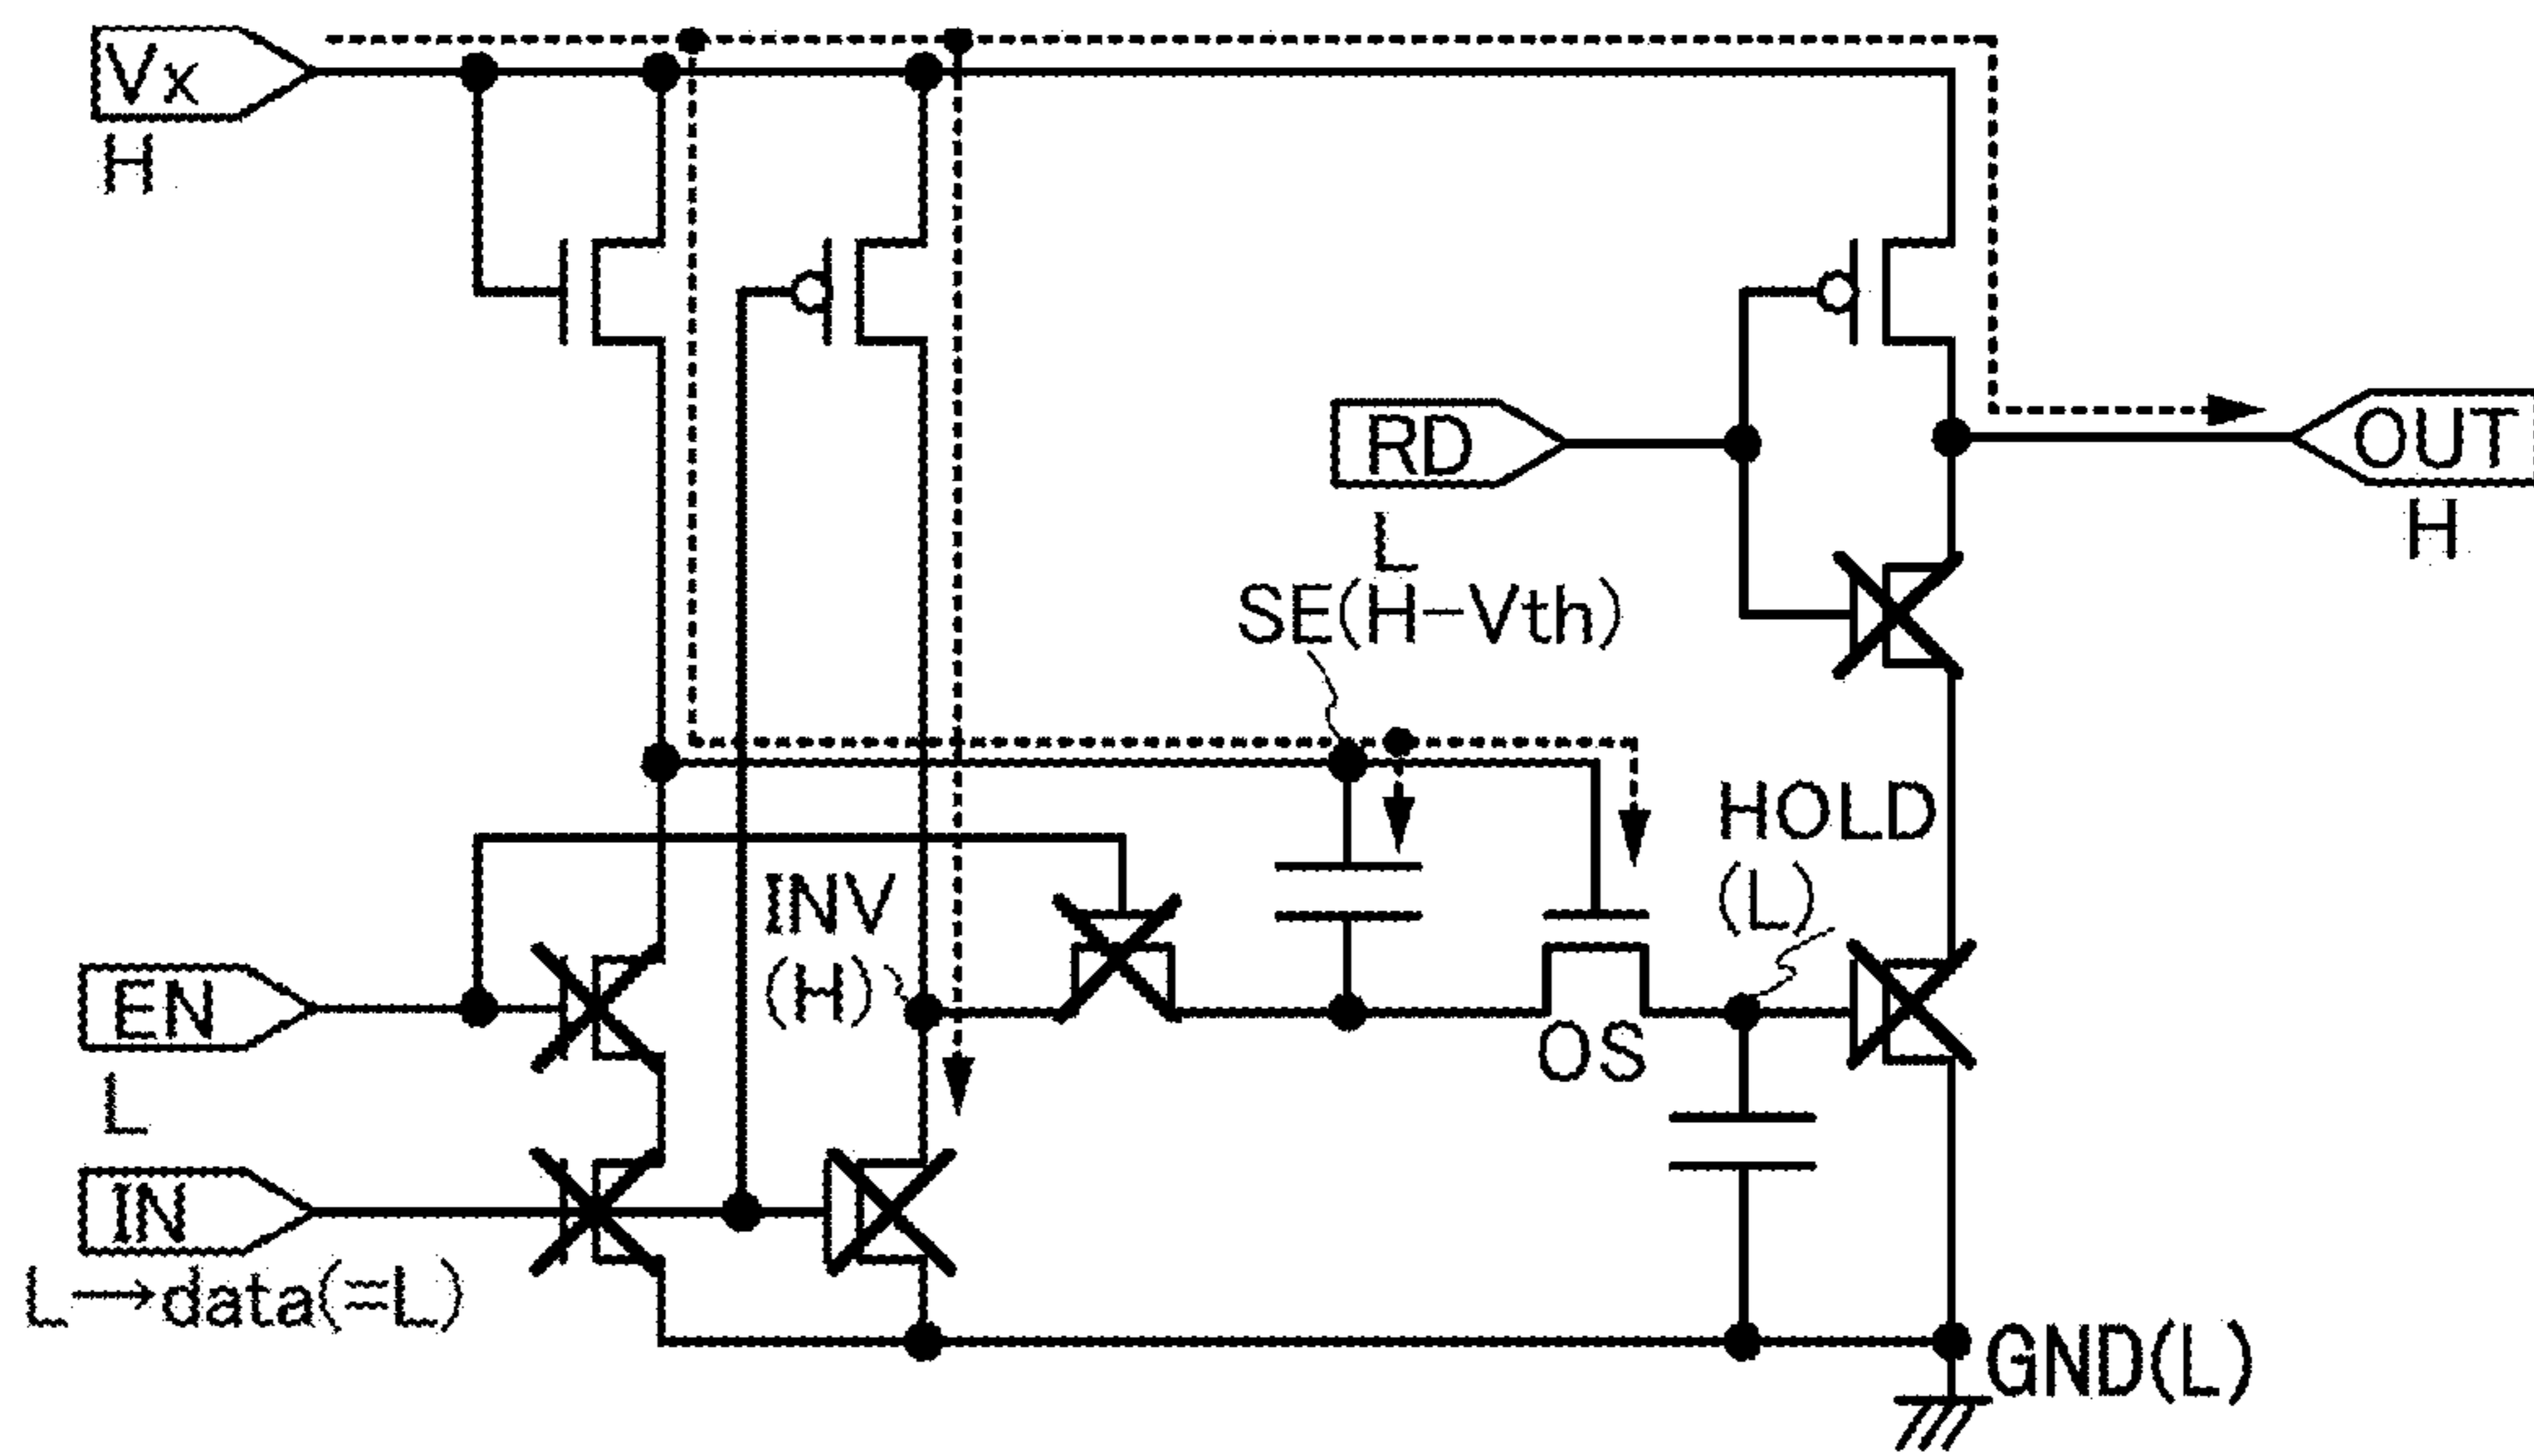 Vx
H
RD
L
OUT
H
SE(H-Vth)
HOLD
(L)
INV
(H)
EN
L
OS
IN
L→data(=L)
GND(L)